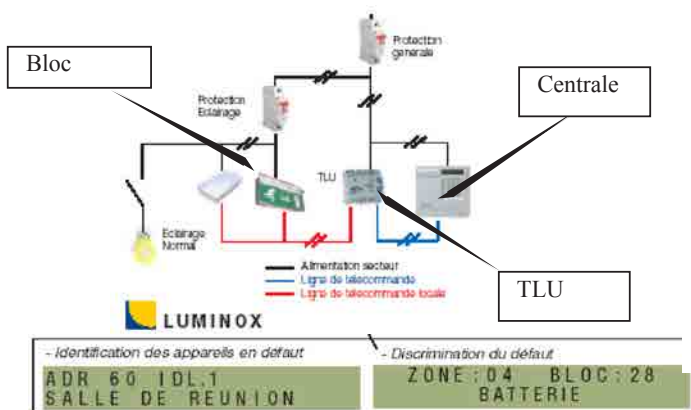 Protection
générale
Bloc
Centrale
Protection
Eclairage
TLU
Eclairage
Normal
Alimentation secteur
Ligne de télécommande
Ligne de télécommande locale
TLU
LUMINOX
- Identification des appareils en défaut
- Discrimination du défaut
ADR 60 IDL.1
SALLE DE REUNION
ZONE:04 BLOC:28
BATTERIE